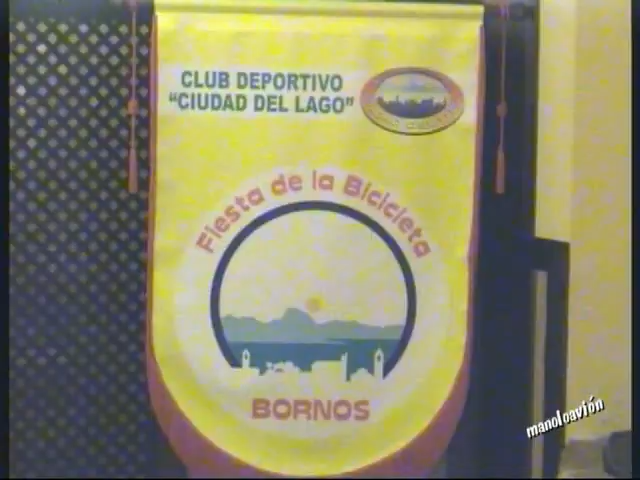 CLUB DEPORTIVO
"CIUDAD DEL LAGO"
Fiesta de la Bicicleta
BORNOS
manoloavión